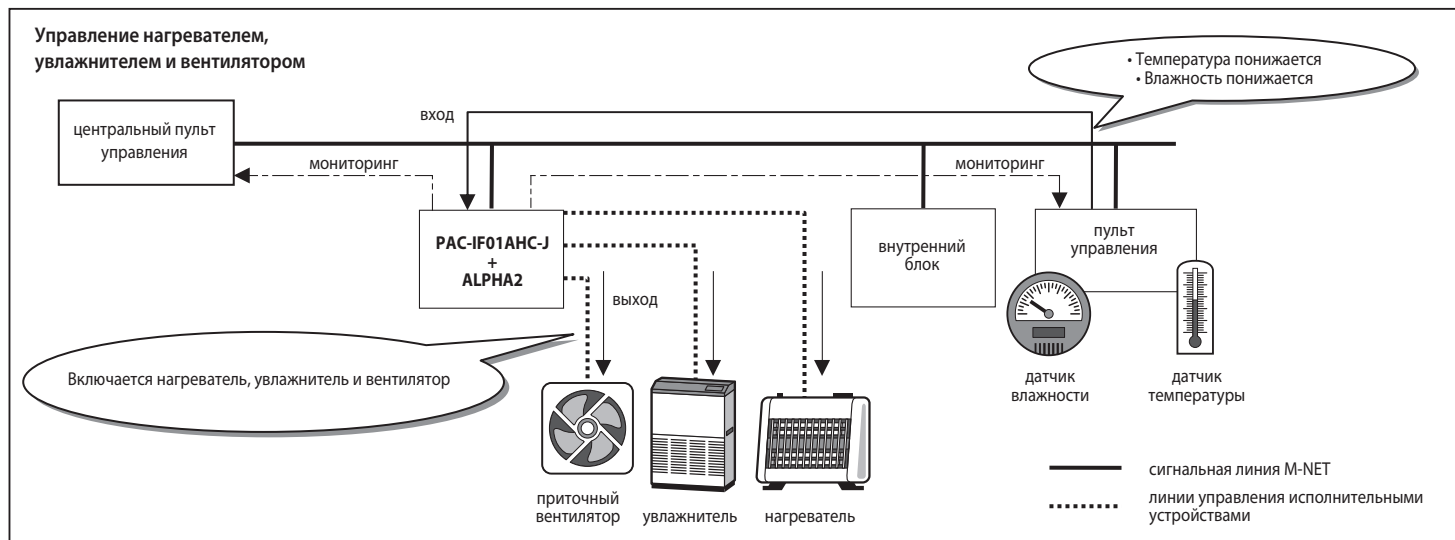 Управление нагревателем,
увлажнителем и вентилятором
• Температура понижается
• Влажность понижается
вход
центральный пульт
управления
мониторинг
мониторинг
PAC-IF01AHC-J
+
ALPHA2
внутренний
блок
пульт
управления
выход
Включается нагреватель, увлажнитель и вентилятор
датчик
влажности
датчик
температуры
приточный
вентилятор
увлажнитель
нагреватель
сигнальная линия M-NET
линии управления исполнительными
устройствами